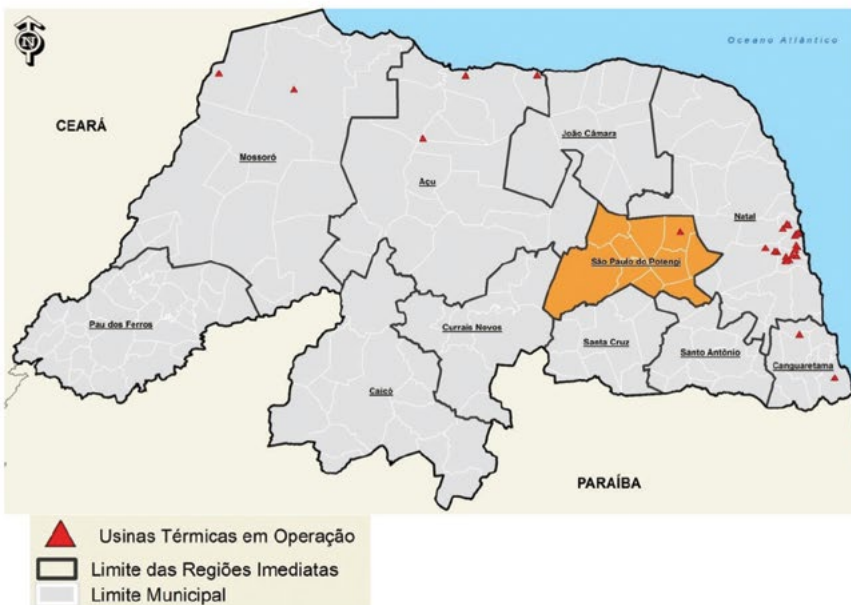 N
Oceano Atlântico
CEARÁ
João Câmara
Mossoró
Açu
Natal
São Paulo do Potengi
Pau dos Ferros
Currais Novos
Santa Cruz
Santo Antônio
Canguaretama
Caicó
PARAÍBA
Usinas Térmicas em Operação
Limite das Regiões Imediatas
Limite Municipal